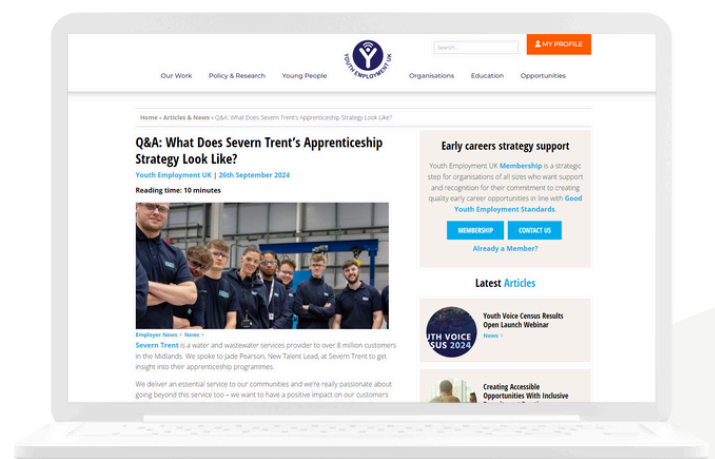 Search...
MY PROFILE
YOUTH EMPLOYMENT UK
Our Work
Policy & Research
Young People
Organisations
Education
Opportunities
Home » Articles & News » Q&A: What Does Severn Trent's Apprenticeship Strategy Look Like?
Q&A: What Does Severn Trent's Apprenticeship
Strategy Look Like?
Youth Employment UK | 26th September 2024
Reading time: 10 minutes
Employer News
News
Severn Trent is a water and wastewater services provider to over 8 million customers
in the Midlands. We spoke to Jade Pearson, New Talent Lead, at Severn Trent to get
insight into their apprenticeship programmes.
We deliver an essential service to our communities and we're really passionate about
going beyond this service too – we want to have a positive impact on our customers
Early careers strategy support
Youth Employment UK Membership is a strategic
step for organisations of all sizes who want support
and recognition for their commitment to creating
quality early career opportunities in line with Good
Youth Employment Standards.
MEMBERSHIP
CONTACT US
Already a Member?
Latest Articles
UTH VOICE
SUS 2024
Youth Voice Census Results
Open Launch Webinar
News
Creating Accessible
Opportunities With Inclusive